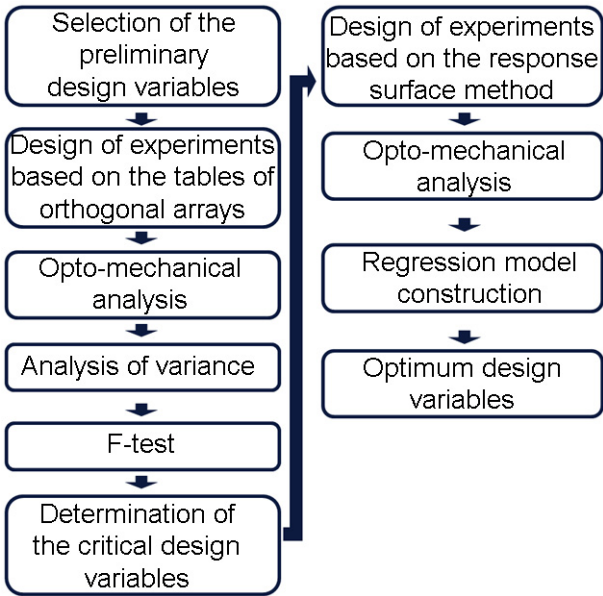 Selection of the
preliminary
design variables
Design of experiments
based on the tables of
orthogonal arrays
Opto-mechanical
analysis
Analysis of variance
F-test
Determination of
the critical design
variables
Design of experiments
based on the response
surface method
Opto-mechanical
analysis
Regression model
construction
Optimum design
variables